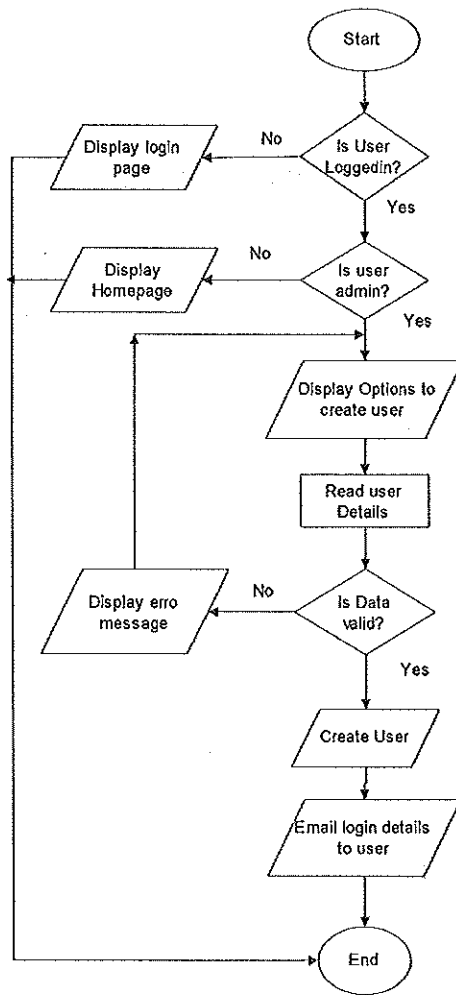 Start
Is User
Loggedin?
No
Display login
page
Yes
Is user
admin?
No
Display
Homepage
Yes
Display Options to
create user
Read user
Details
Is Data
valid?
No
Display erro
message
Yes
Create User
Email login details
to user
End